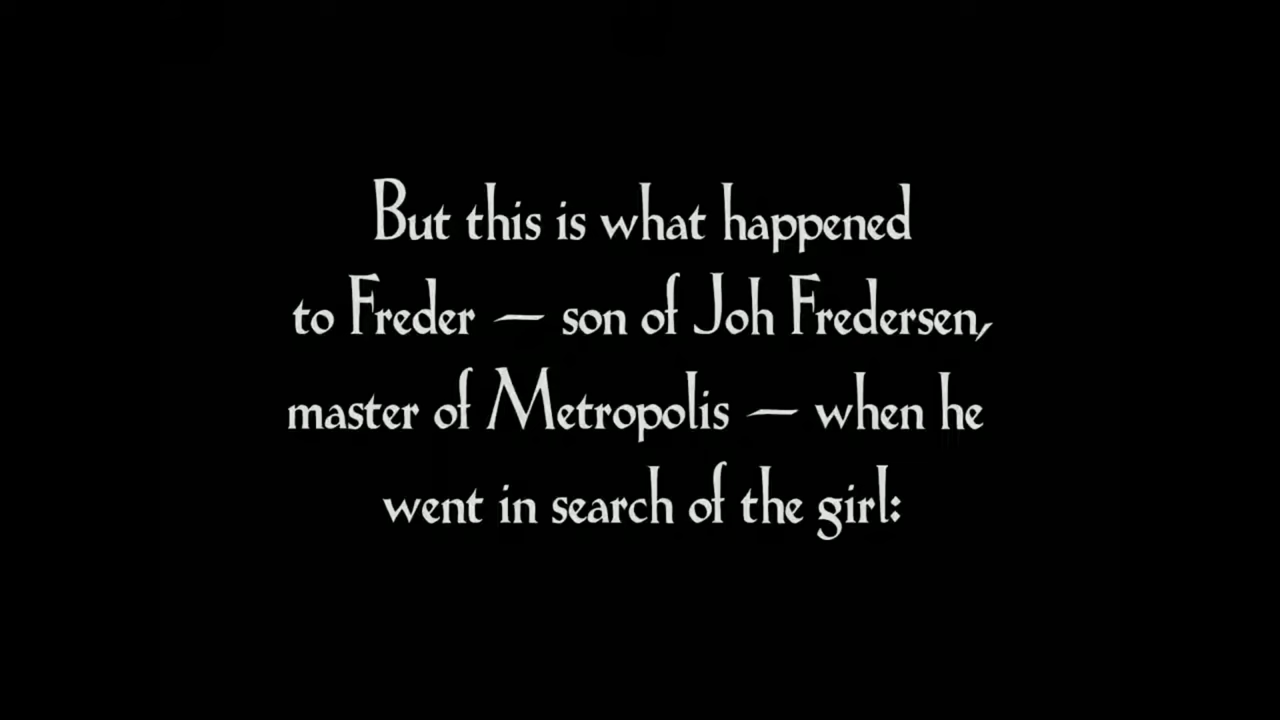 But this is what happened
to Freder — son of Joh Fredersen,
master of Metropolis — when he
went in search of the girl: